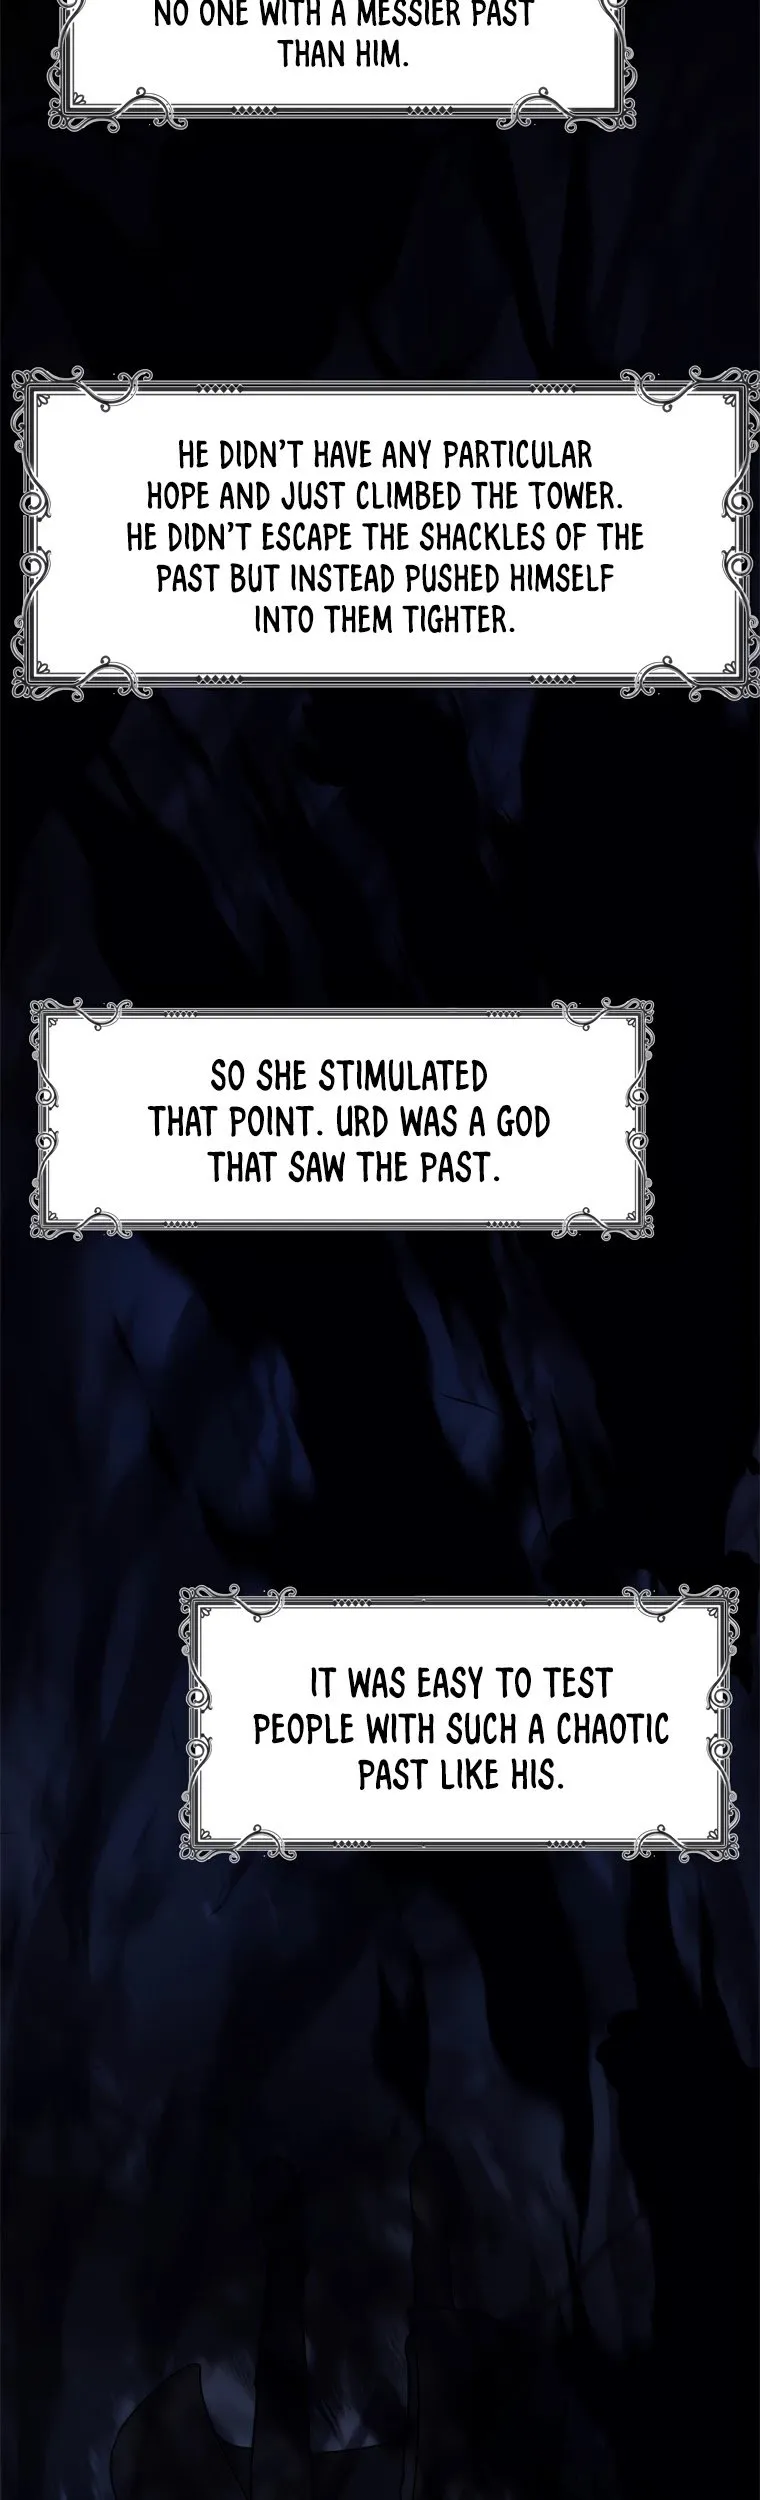 NO ONE WITH A MESSIER PAST
THAN HIM.
HE DIDN'T HAVE ANY PARTICULAR
HOPE AND JUST CLIMBED THE TOWER.
HE DIDN'T ESCAPE THE SHACKLES OF THE
PAST BUT INSTEAD PUSHED HIMSELF
INTO THEM TIGHTER.
SO SHE STIMULATED
THAT POINT. URD WAS A GOD
THAT SAW THE PAST.
IT WAS EASY TO TEST
PEOPLE WITH SUCH A CHAOTIC
PAST LIKE HIS.